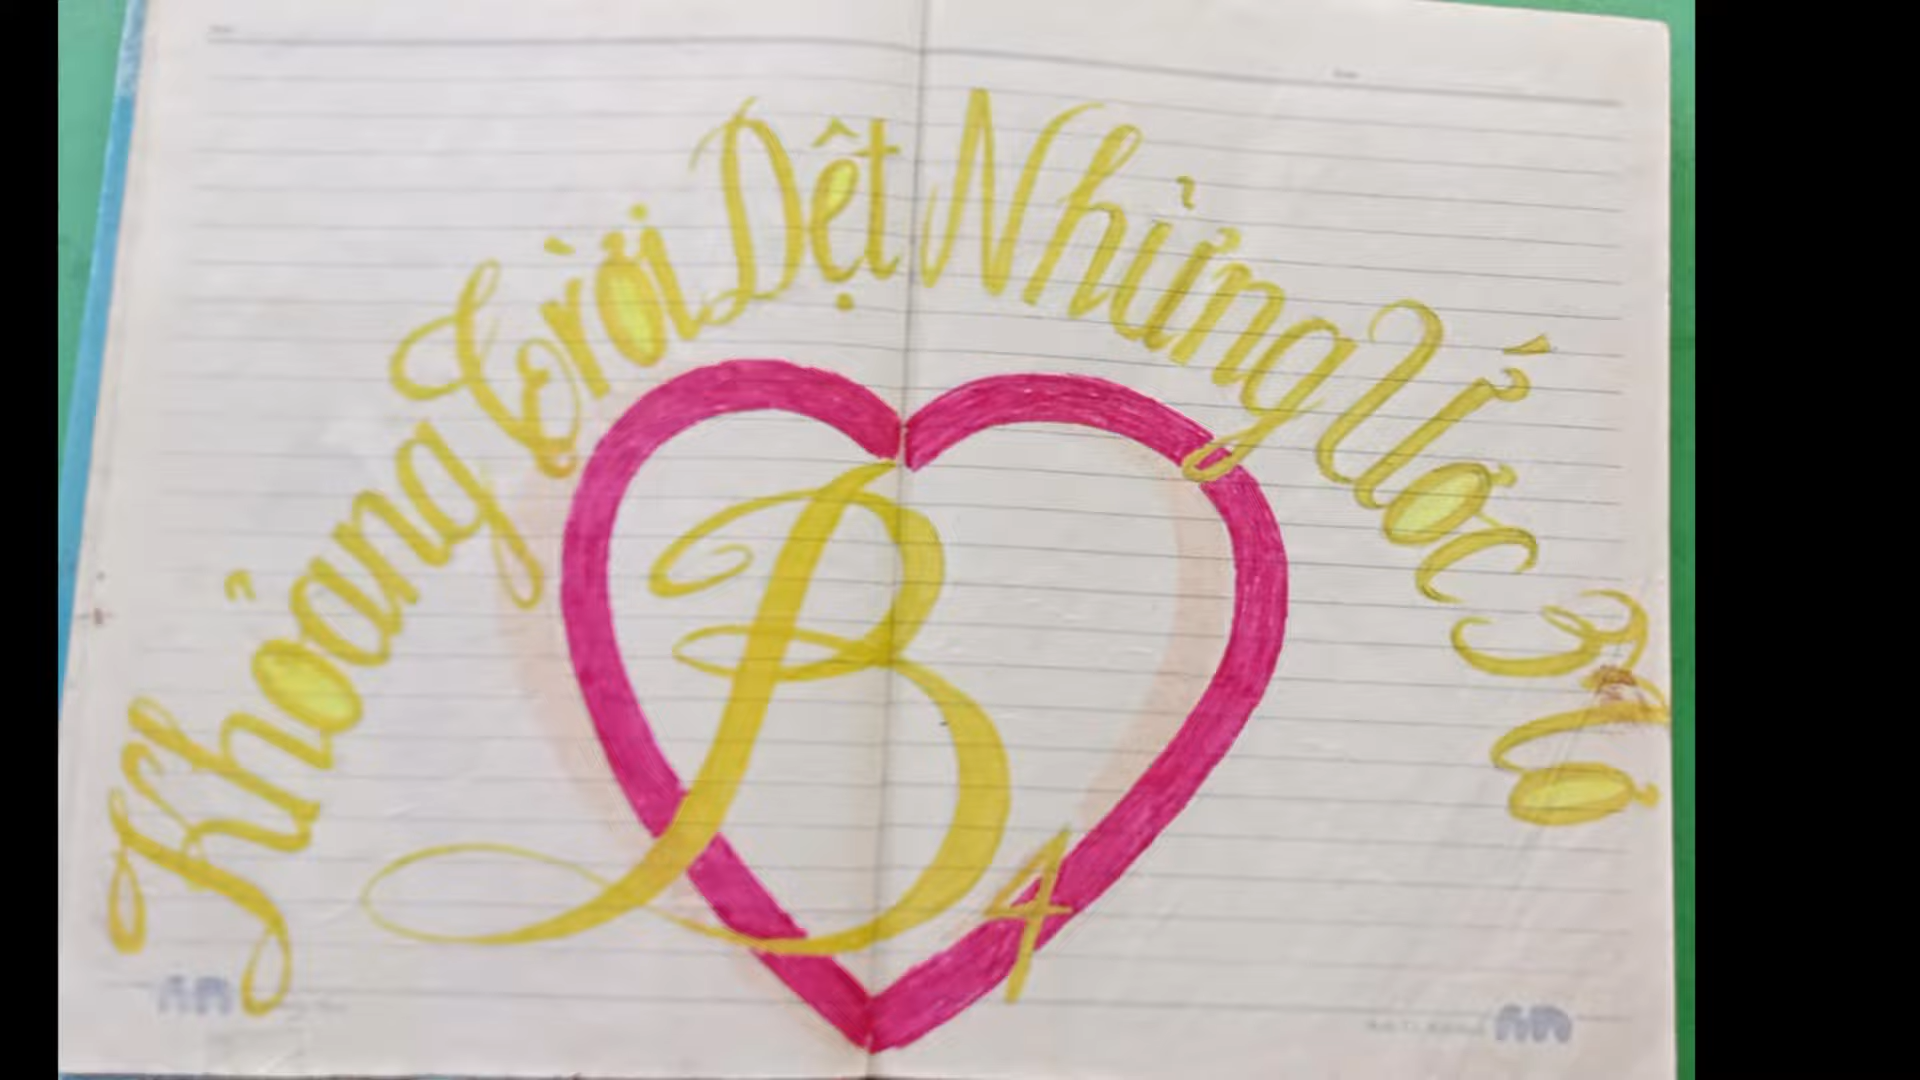 Khoảng Trời Dệt Những Ước Mơ
B4